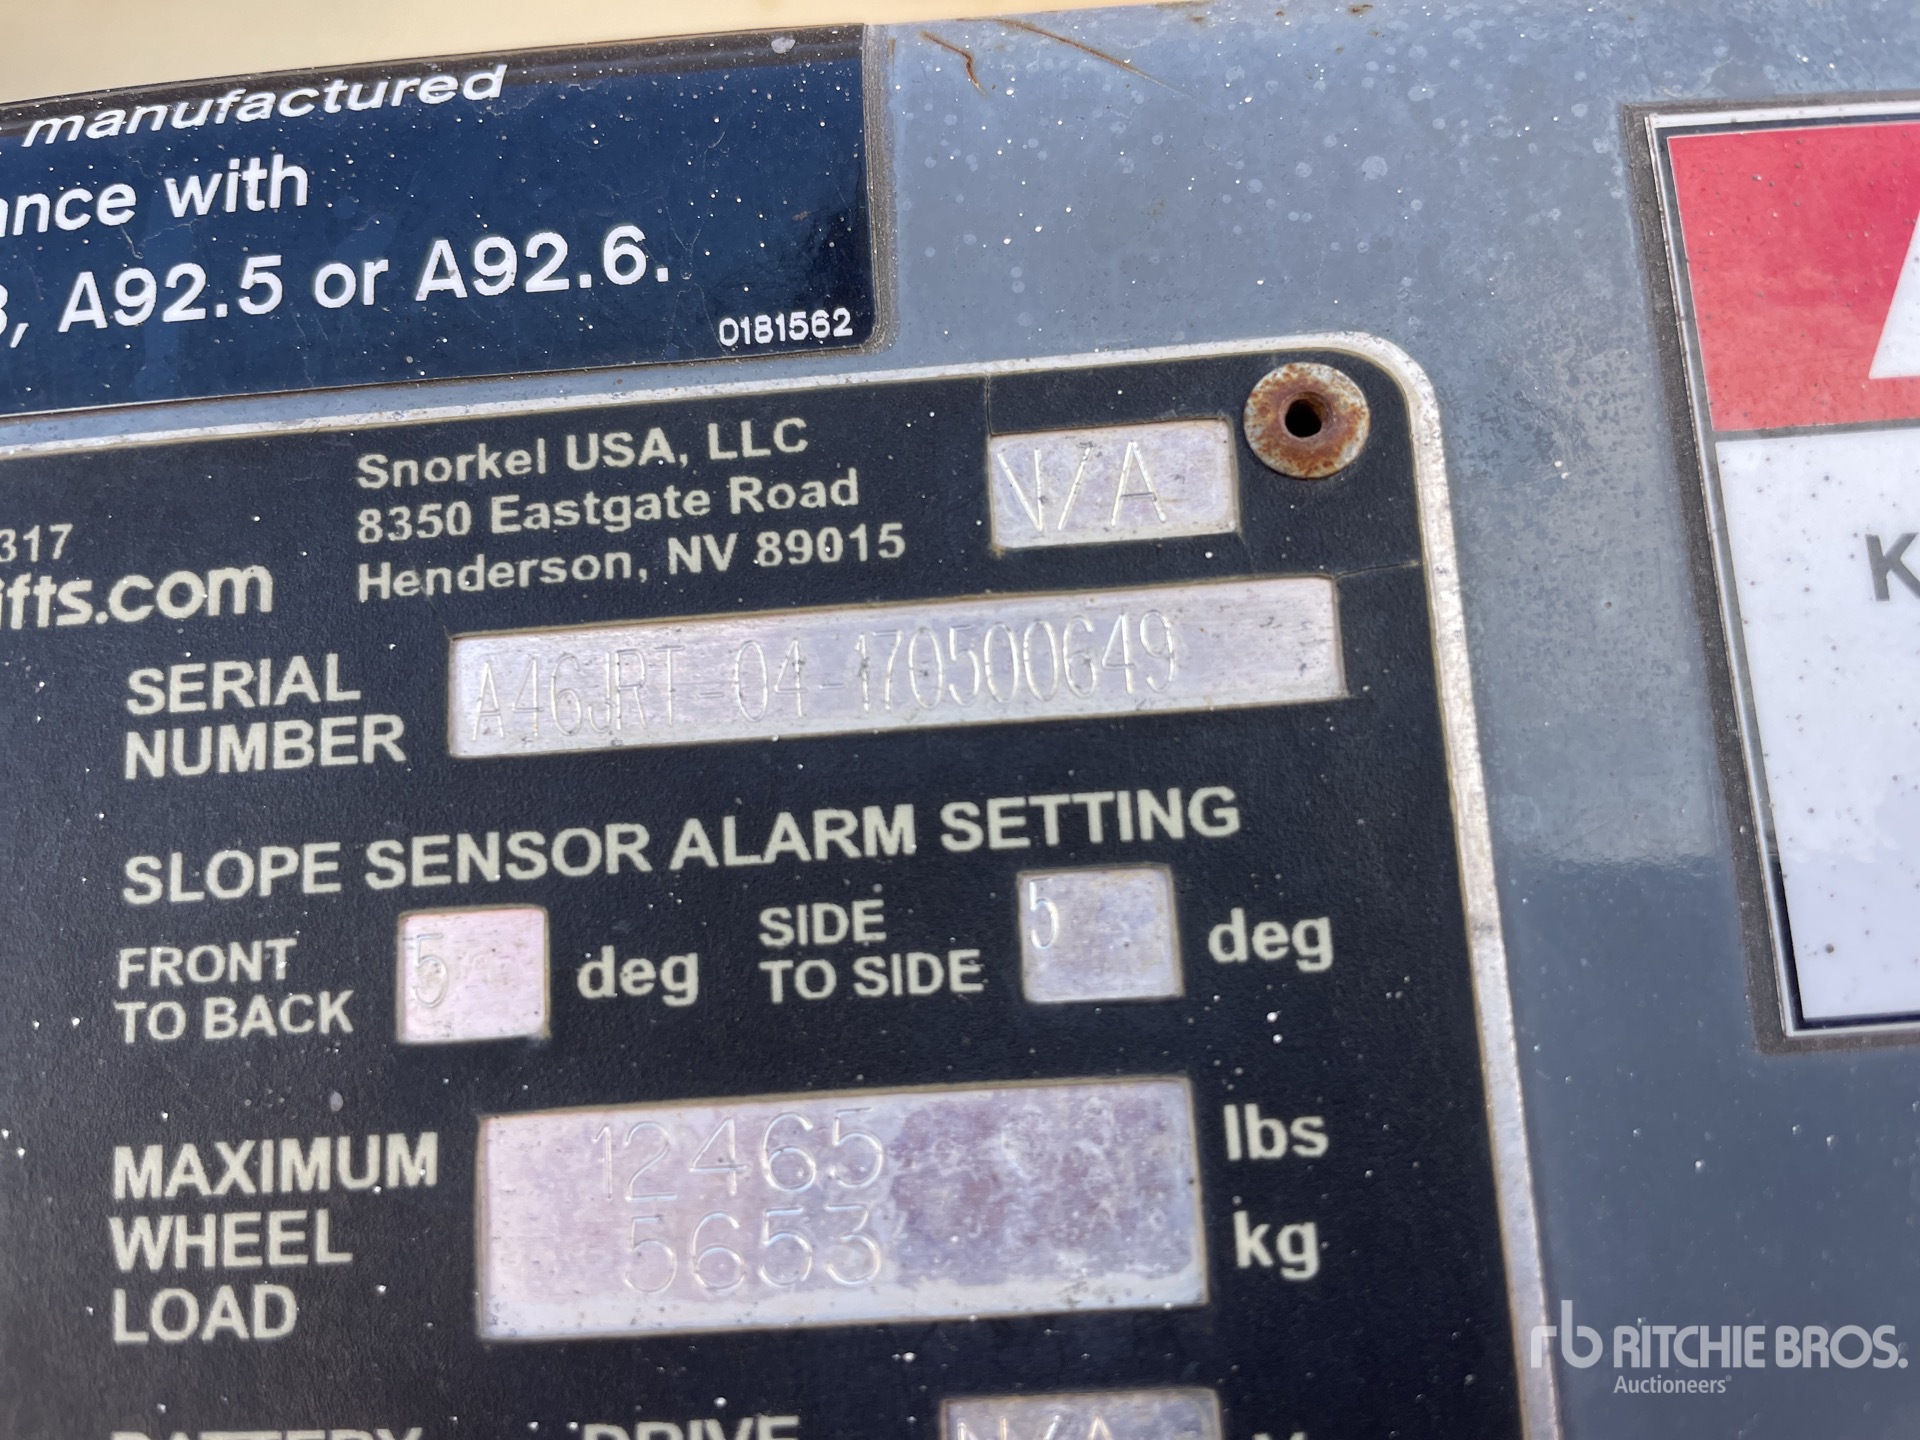 manufactured
ance with
3, A92.5 or A92.6.
0181562
Snorkel USA, LLC
8350 Eastgate Road
Henderson, NV 89015
N/A
317
ifts.com
SERIAL
NUMBER
A46JRT-04-170500649
SLOPE SENSOR ALARM SETTING
FRONT
TO BACK
5
deg
SIDE
TO SIDE
5
deg
MAXIMUM
WHEEL
LOAD
12465
lbs
5653
kg
BATTERY
DRIVE
N/A
V
K
RITCHIE BROS.
Auctioneers